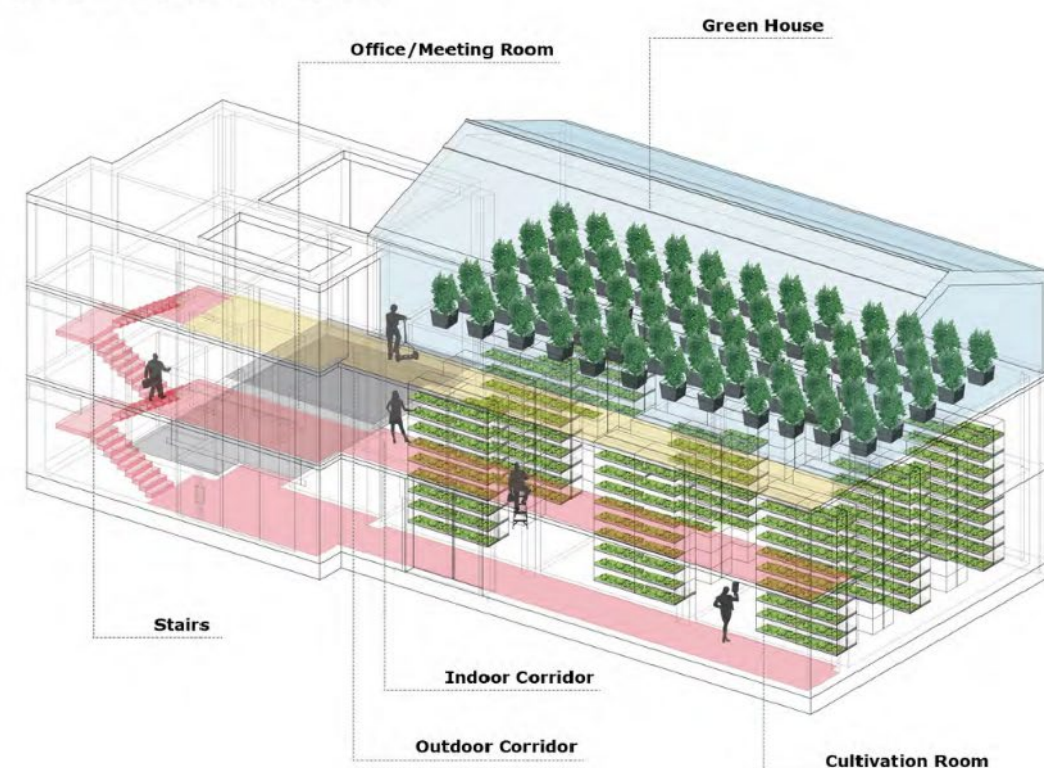 Green House
Office/Meeting Room
Stairs
Indoor Corridor
Outdoor Corridor
Cultivation Room